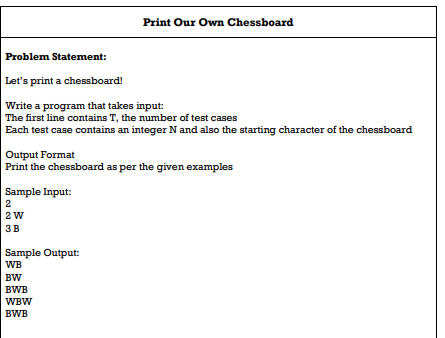 Print Our Own Chessboard
Problem Statement:
Let's print a chessboard!
Write a program that takes input:
The first line contains T, the number of test cases
Each test case contains an integer N and also the starting character of the chessboard
Output Format
Print the chessboard as per the given examples
Sample Input:
2
2 W
3 B
Sample Output:
WB
BW
BWB
WBW
BWB